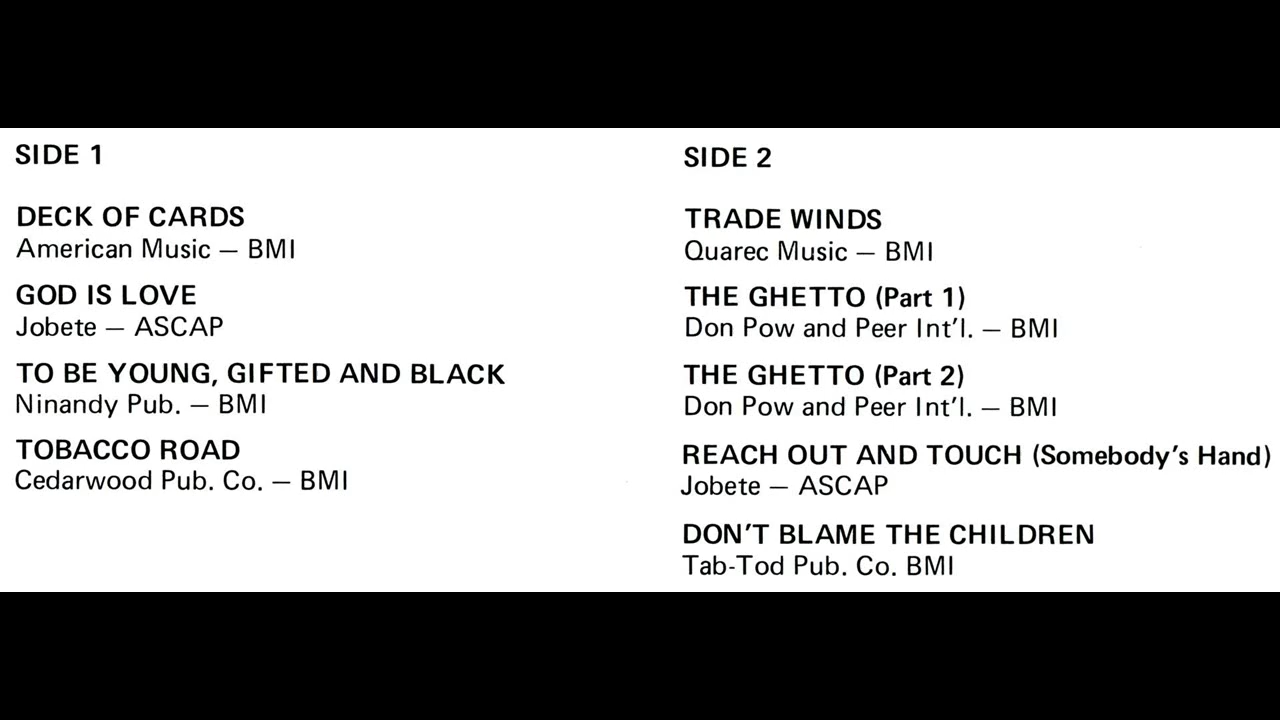 SIDE 1
DECK OF CARDS
American Music — BMI
GOD IS LOVE
Jobete — ASCAP
TO BE YOUNG, GIFTED AND BLACK
Ninandy Pub. — BMI
TOBACCO ROAD
Cedarwood Pub. Co. — BMI
SIDE 2
TRADE WINDS
Quarec Music — BMI
THE GHETTO (Part 1)
Don Pow and Peer Int'l. — BMI
THE GHETTO (Part 2)
Don Pow and Peer Int'l. — BMI
REACH OUT AND TOUCH (Somebody's Hand)
Jobete — ASCAP
DON'T BLAME THE CHILDREN
Tab-Tod Pub. Co. BMI